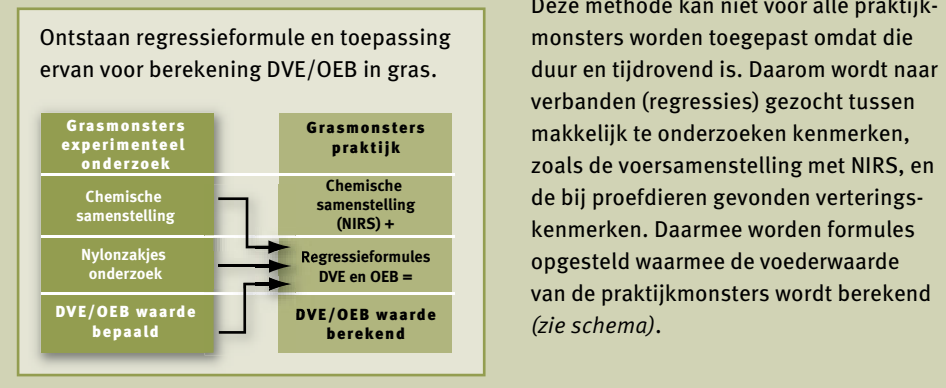 Ontstaan regressieformule en toepassing
ervan voor berekening DVE/OEB in gras.
Grasmonsters
experimenteel
onderzoek
Grasmonsters
praktijk
Chemische
samenstelling
Chemische
samenstelling
(NIRS) +
Nylonzakjes
onderzoek
Regressieformules
DVE en OEB =
DVE/OEB waarde
bepaald
DVE/OEB waarde
berekend
Deze methode kan niet voor alle praktijk-
monsters worden toegepast omdat die
duur en tijdrovend is. Daarom wordt naar
verbanden (regressies) gezocht tussen
makkelijk te onderzoeken kenmerken,
zoals de voersamenstelling met NIRS, en
de bij proefdieren gevonden verterings-
kenmerken. Daarmee worden formules
opgesteld waarmee de voederwaarde
van de praktijkmonsters wordt berekend
(zie schema).